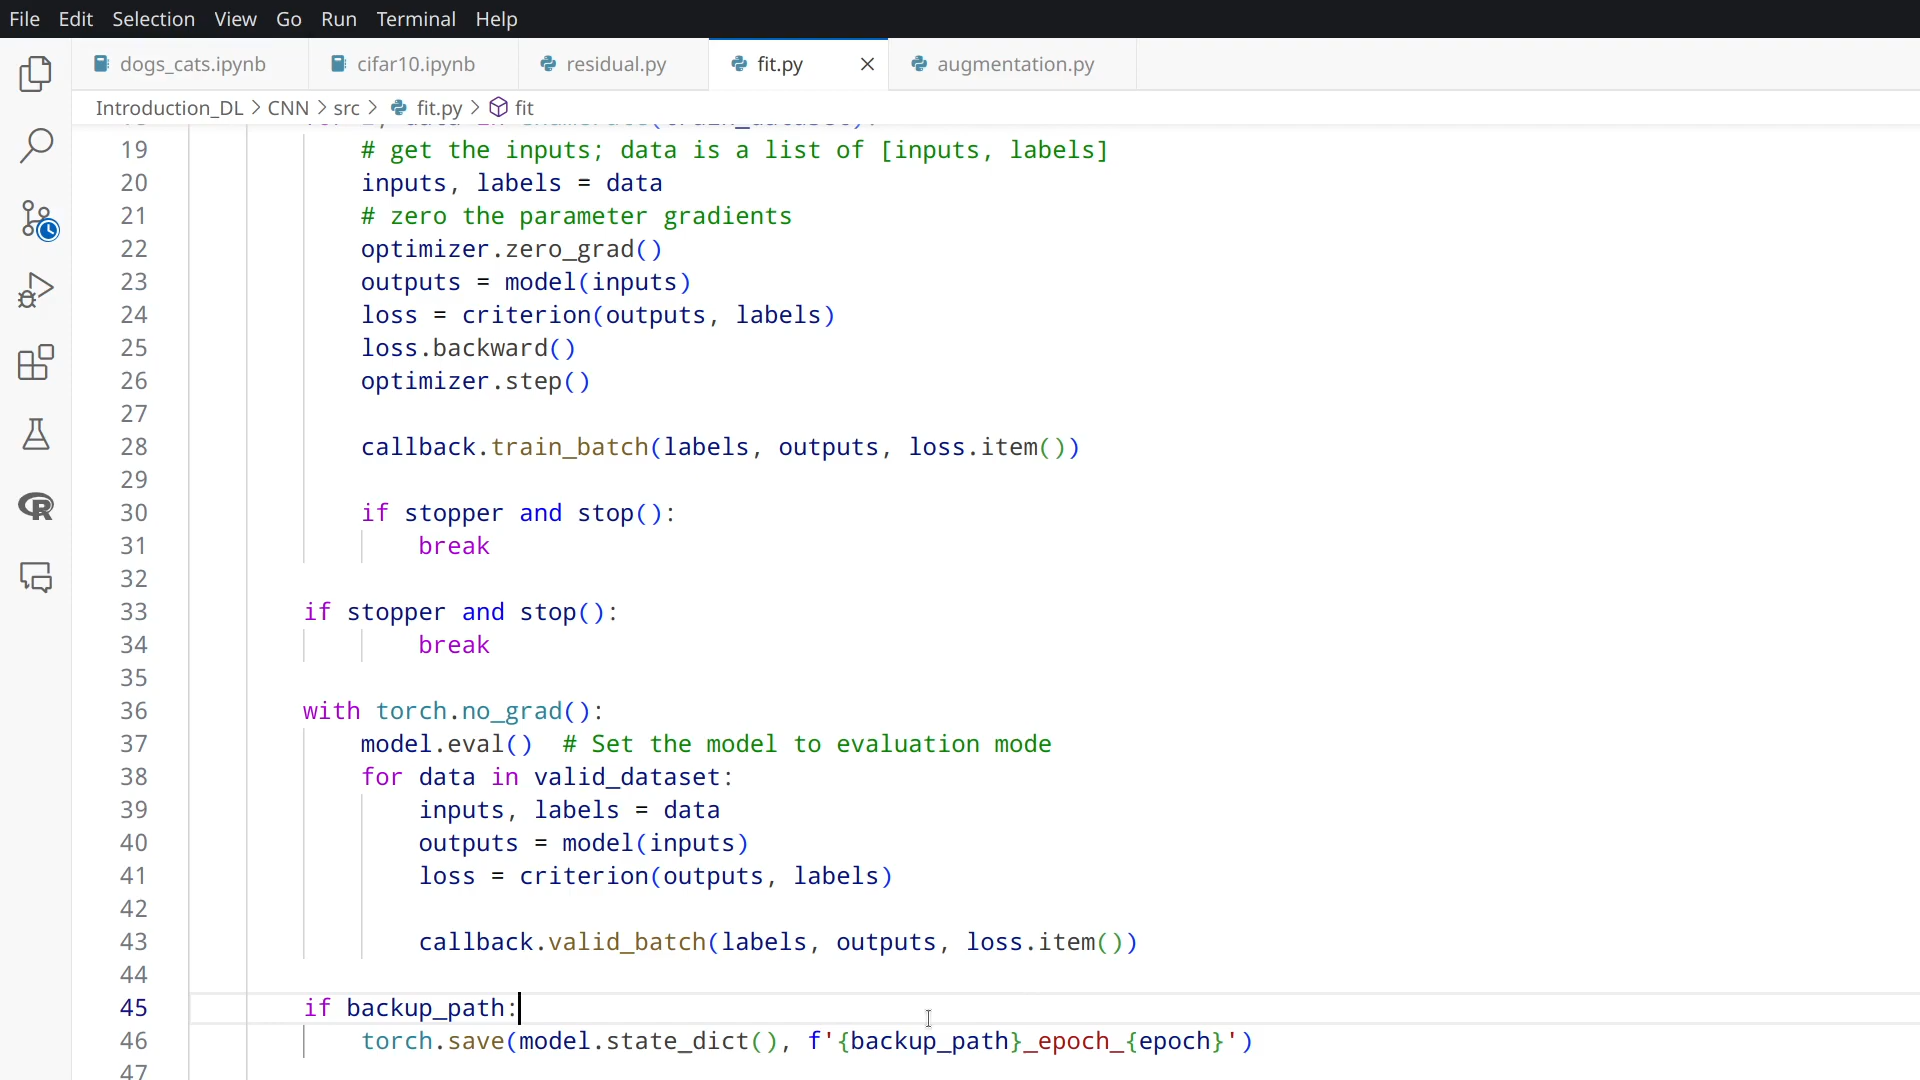 File Edit Selection View Go Run Terminal Help
dogs_cats.ipynb cifar10.ipynb residual.py fit.py augmentation.py
Introduction_DL > CNN > src > fit.py > fit
19 # get the inputs; data is a list of [inputs, labels]
20 inputs, labels = data
21 # zero the parameter gradients
22 optimizer.zero_grad()
23 outputs = model(inputs)
24 loss = criterion(outputs, labels)
25 loss.backward()
26 optimizer.step()
27
28 callback.train_batch(labels, outputs, loss.item())
29
30 if stopper and stop():
31 break
32
33 if stopper and stop():
34 break
35
36 with torch.no_grad():
37 model.eval()  # Set the model to evaluation mode
38 for data in valid_dataset:
39 inputs, labels = data
40 outputs = model(inputs)
41 loss = criterion(outputs, labels)
42
43 callback.valid_batch(labels, outputs, loss.item())
44
45 if backup_path:
46 torch.save(model.state_dict(), f'{backup_path}_epoch_{epoch}')
47